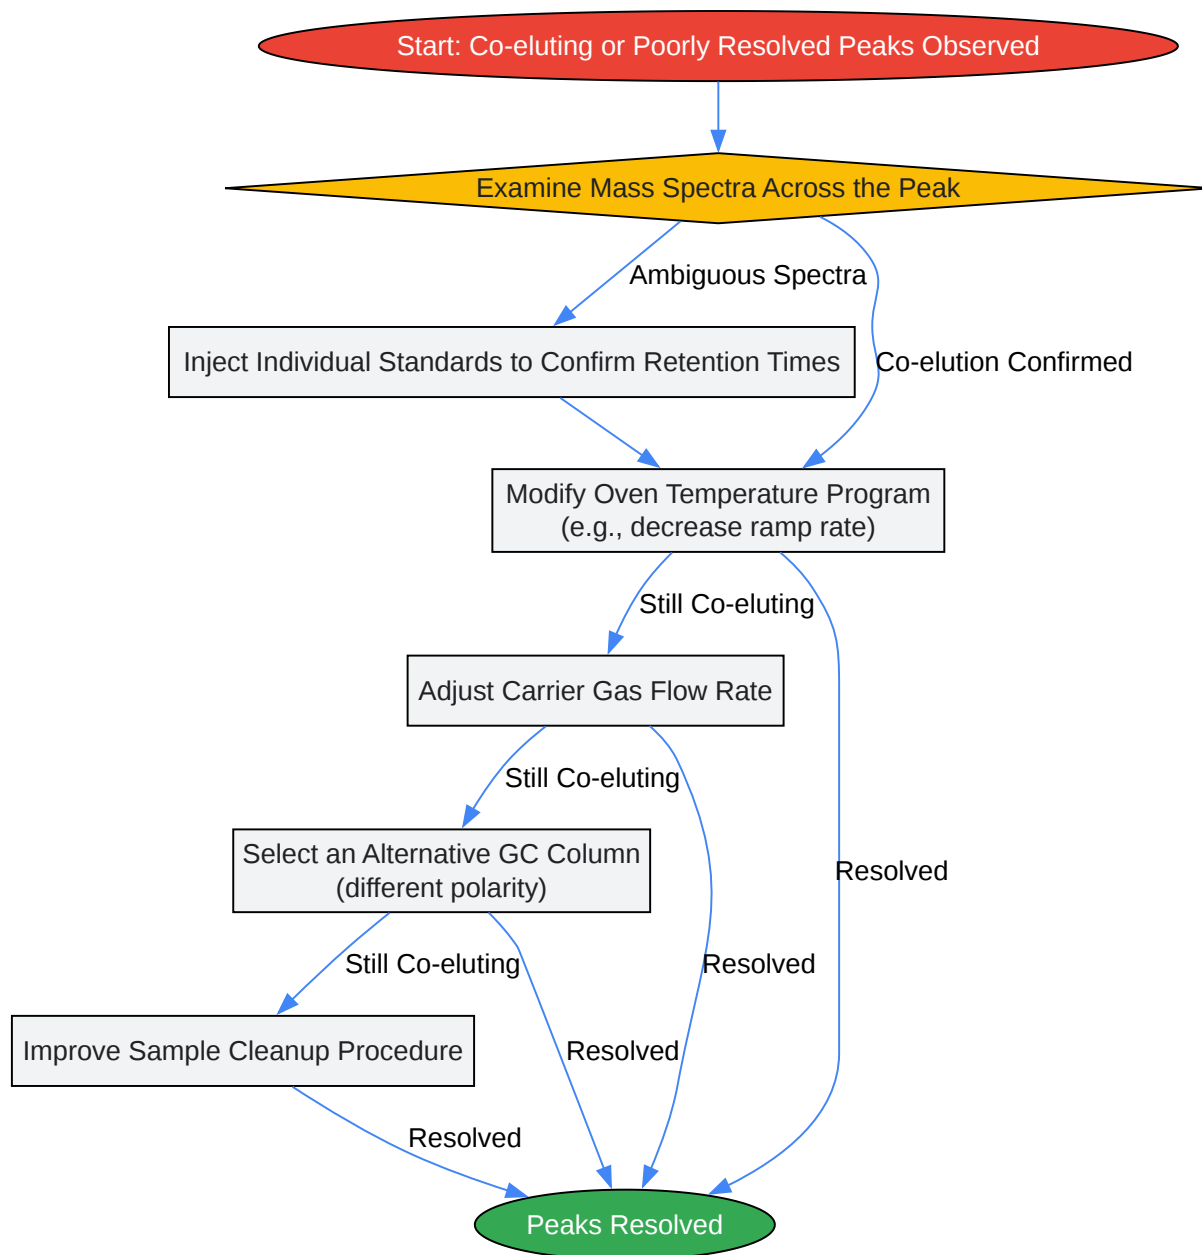 Start: Co-eluting or Poorly Resolved Peaks Observed
Examine Mass Spectra Across the Peak
Ambiguous Spectra
Inject Individual Standards to Confirm Retention Times
Co-elution Confirmed
Modify Oven Temperature Program
(e.g., decrease ramp rate)
Still Co-eluting
Adjust Carrier Gas Flow Rate
Still Co-eluting
Select an Alternative GC Column
(different polarity)
Resolved
Still Co-eluting
Resolved
Improve Sample Cleanup Procedure
Resolved
Resolved
Peaks Resolved